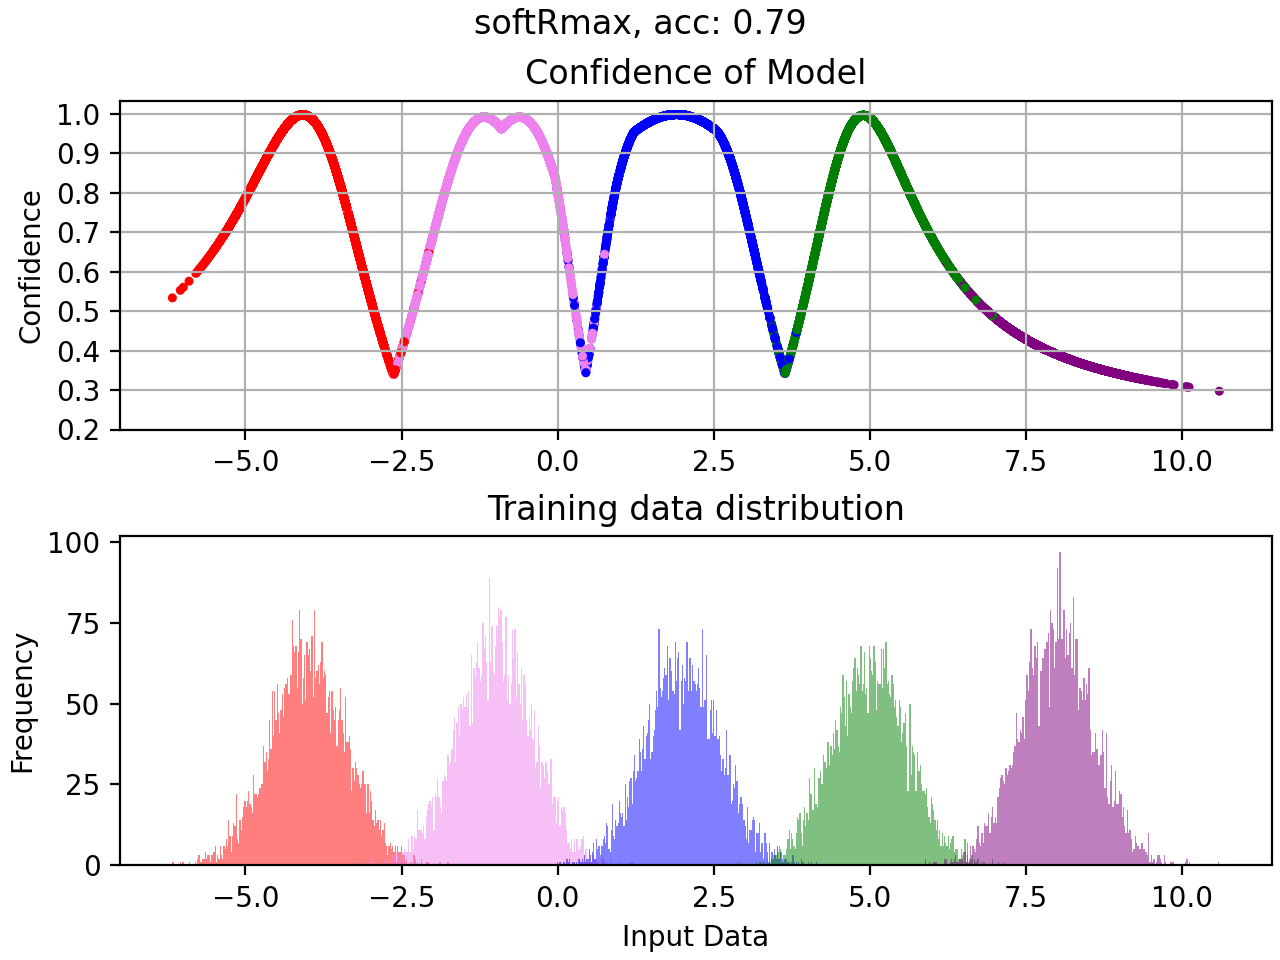 softRmax, acc: 0.79
Confidence of Model
Confidence
1.0
0.9
0.8
0.7
0.6
0.5
0.4
0.3
0.2
−5.0 −2.5 0.0 2.5 5.0 7.5 10.0
Training data distribution
Frequency
100
75
50
25
0
−5.0 −2.5 0.0 2.5 5.0 7.5 10.0
Input Data